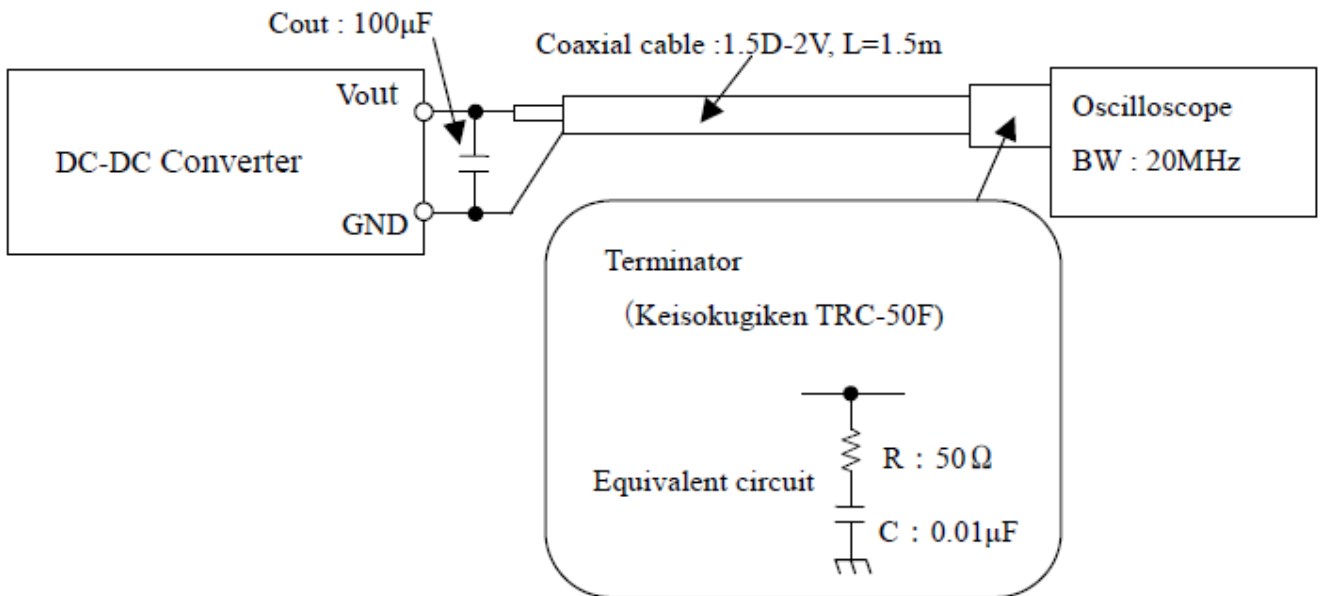 Cout : 100μF
Coaxial cable :1.5D-2V, L=1.5m
Vout
DC-DC Converter
GND
Oscilloscope
BW : 20MHz
Terminator
（Keisokugiken TRC-50F)
Equivalent circuit
R : 50Ω
C : 0.01μF